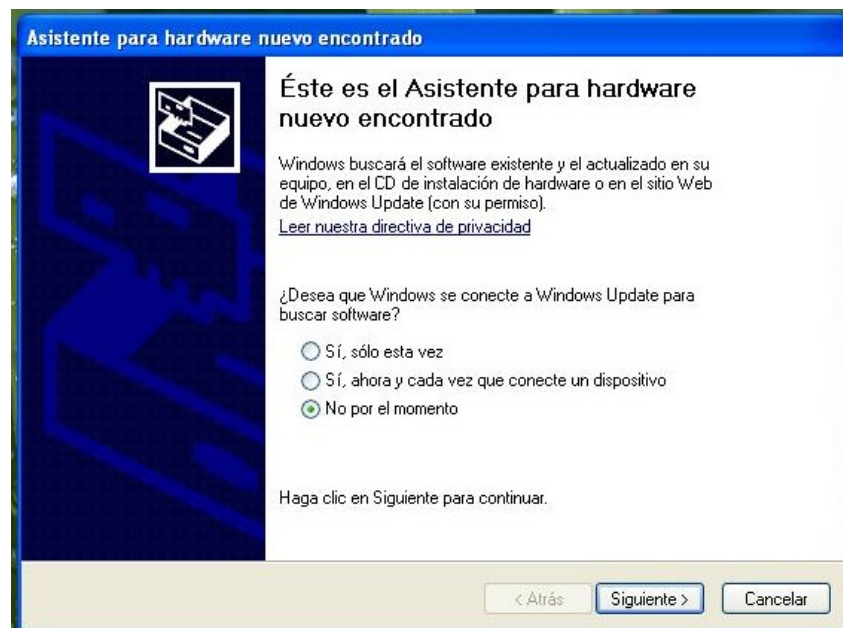 Asistente para hardware nuevo encontrado
Éste es el Asistente para hardware
nuevo encontrado
Windows buscará el software existente y el actualizado en su
equipo, en el CD de instalación de hardware o en el sitio Web
de Windows Update (con su permiso).
Leer nuestra directiva de privacidad
¿Desea que Windows se conecte a Windows Update para
buscar software?
Sí, sólo esta vez
Sí, ahora y cada vez que conecte un dispositivo
No por el momento
Haga clic en Siguiente para continuar.
< Atrás
Siguiente >
Cancelar